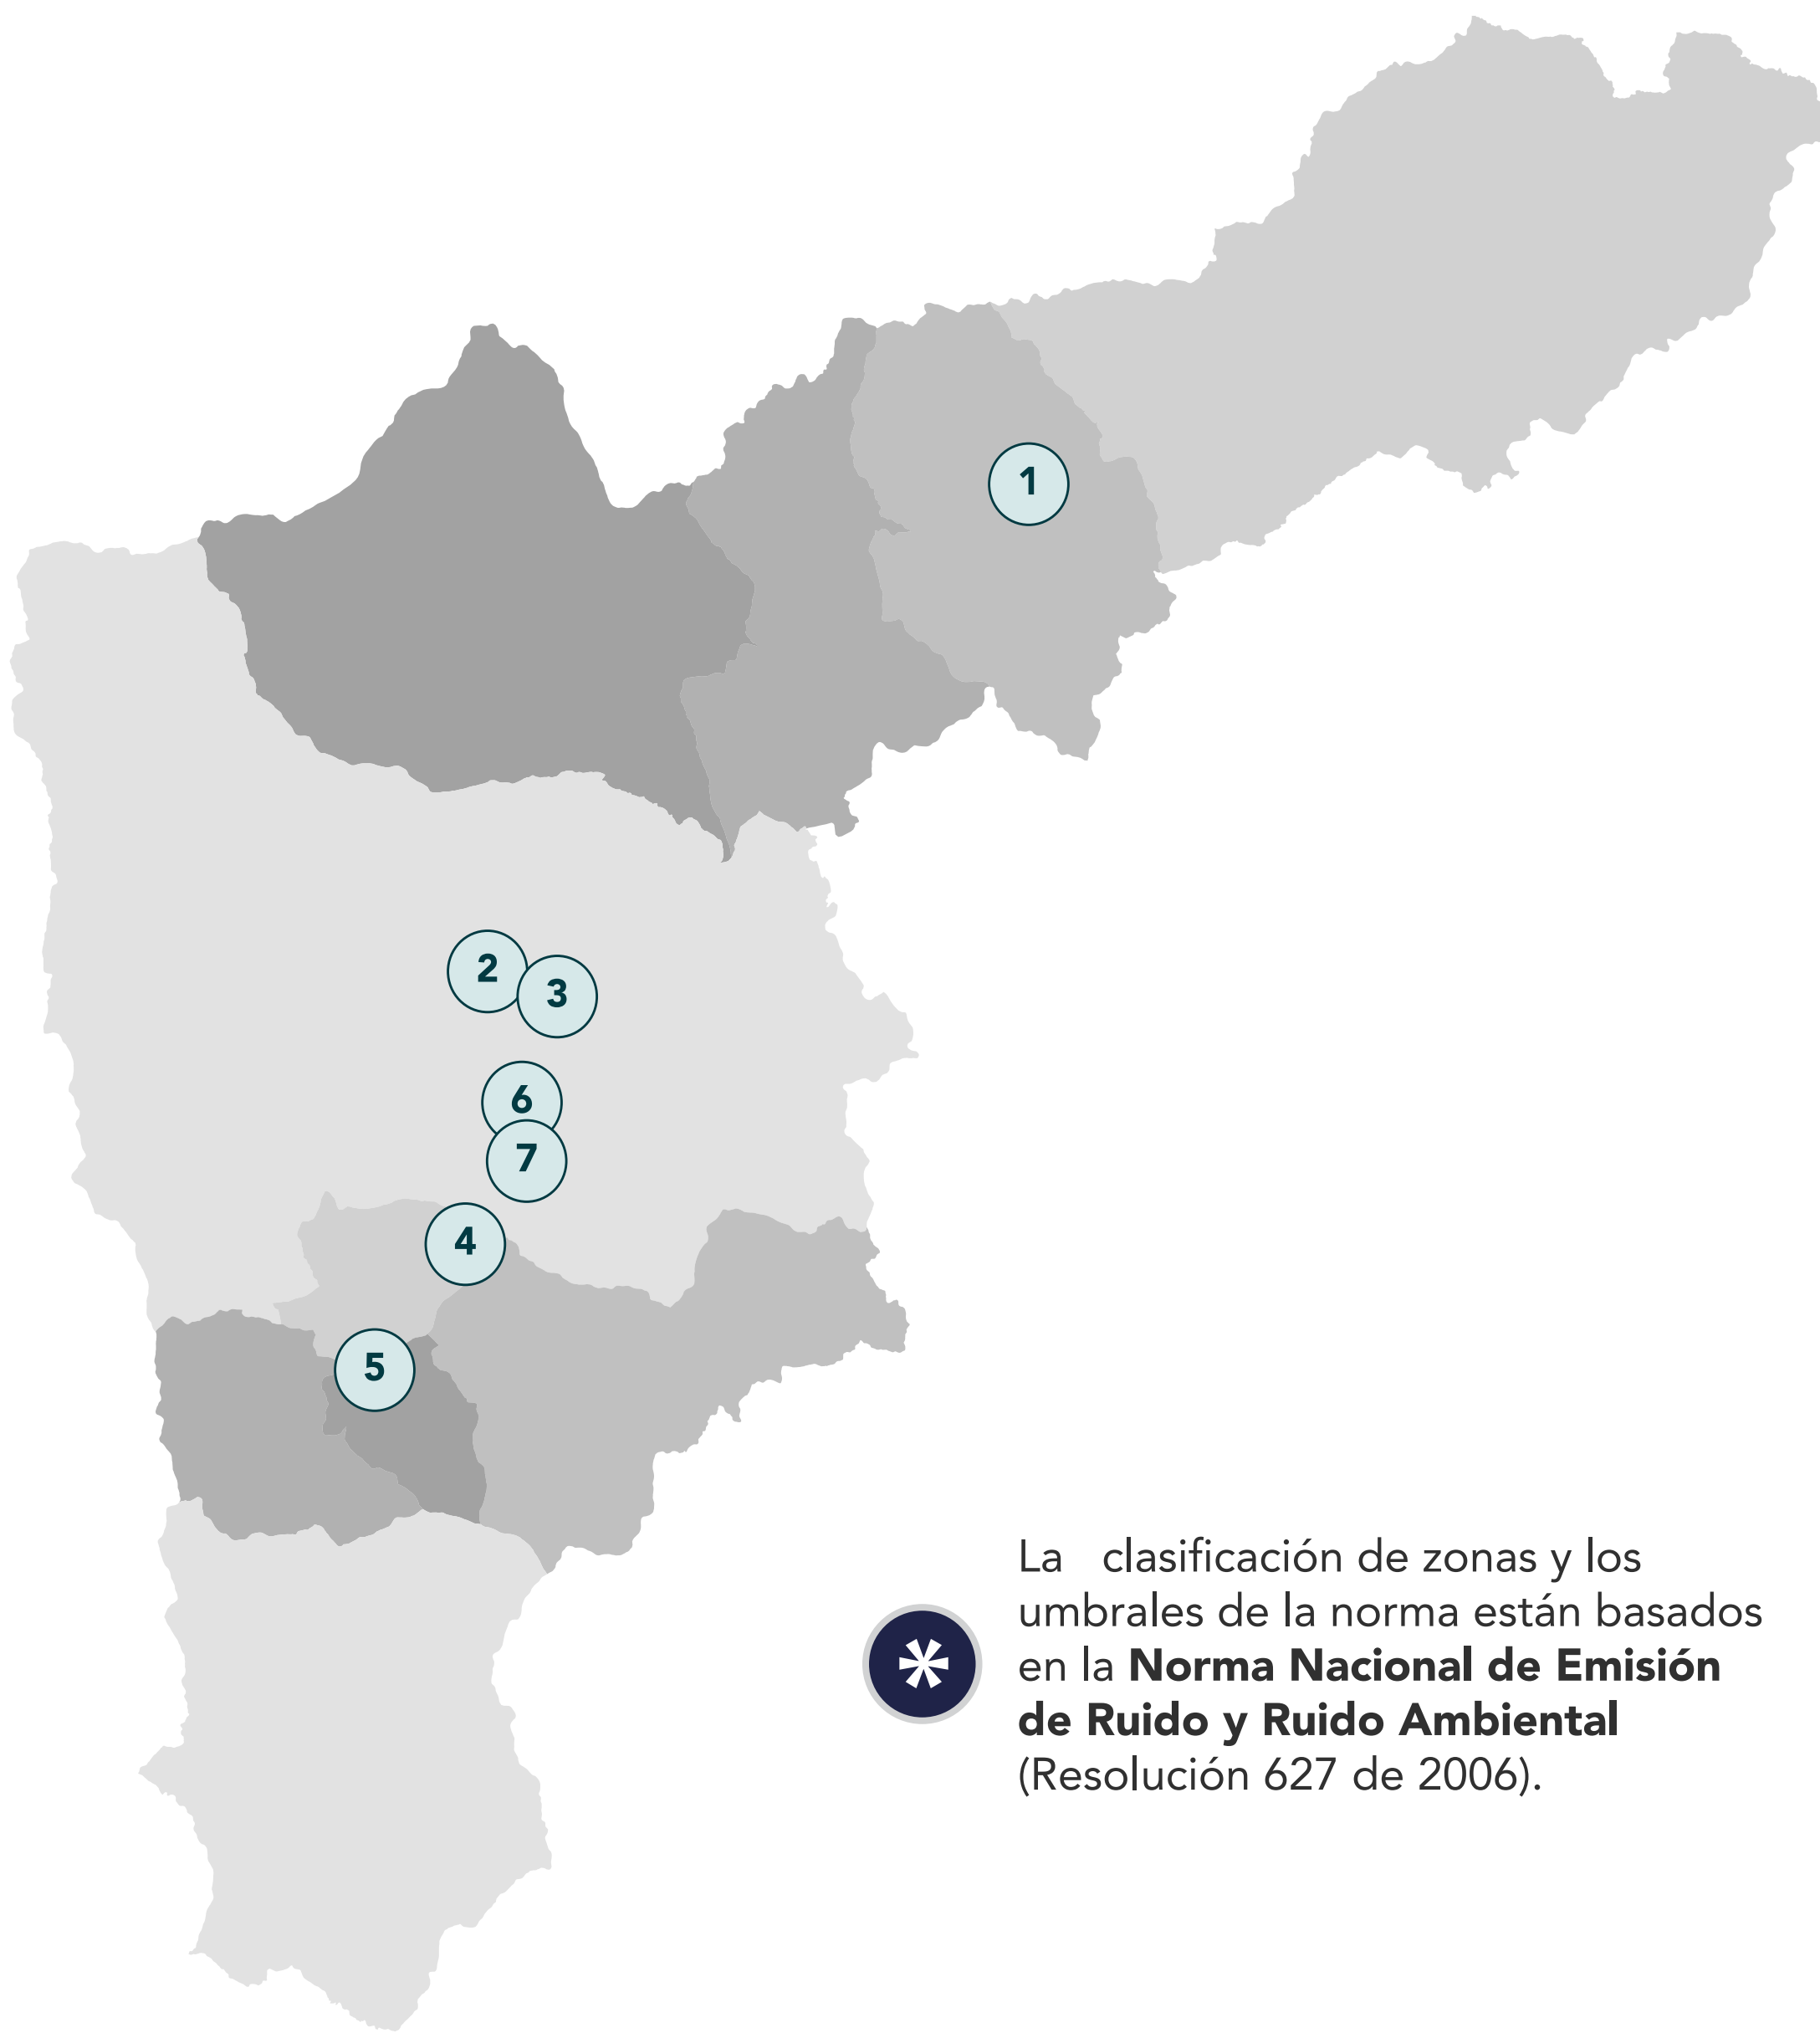 1
2
3
6
7
4
5
La clasificación de zonas y los
umbrales de la norma están basados
en la Norma Nacional de Emisión
de Ruido y Ruido Ambiental
(Resolución 627 de 2006).
*